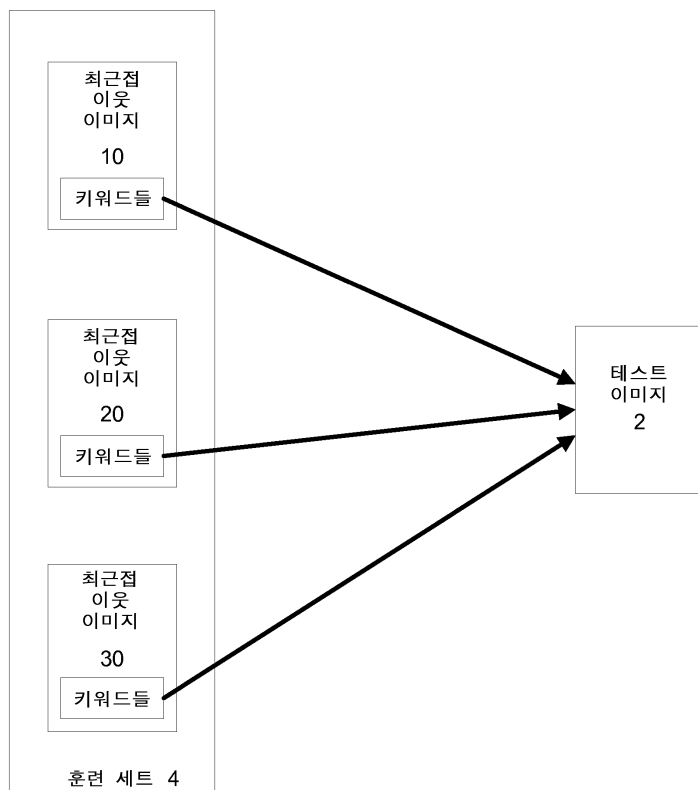 최근접
이웃
이미지
10
키워드들
최근접
이웃
이미지
20
키워드들
최근접
이웃
이미지
30
키워드들
훈련 세트 4
테스트
이미지
2